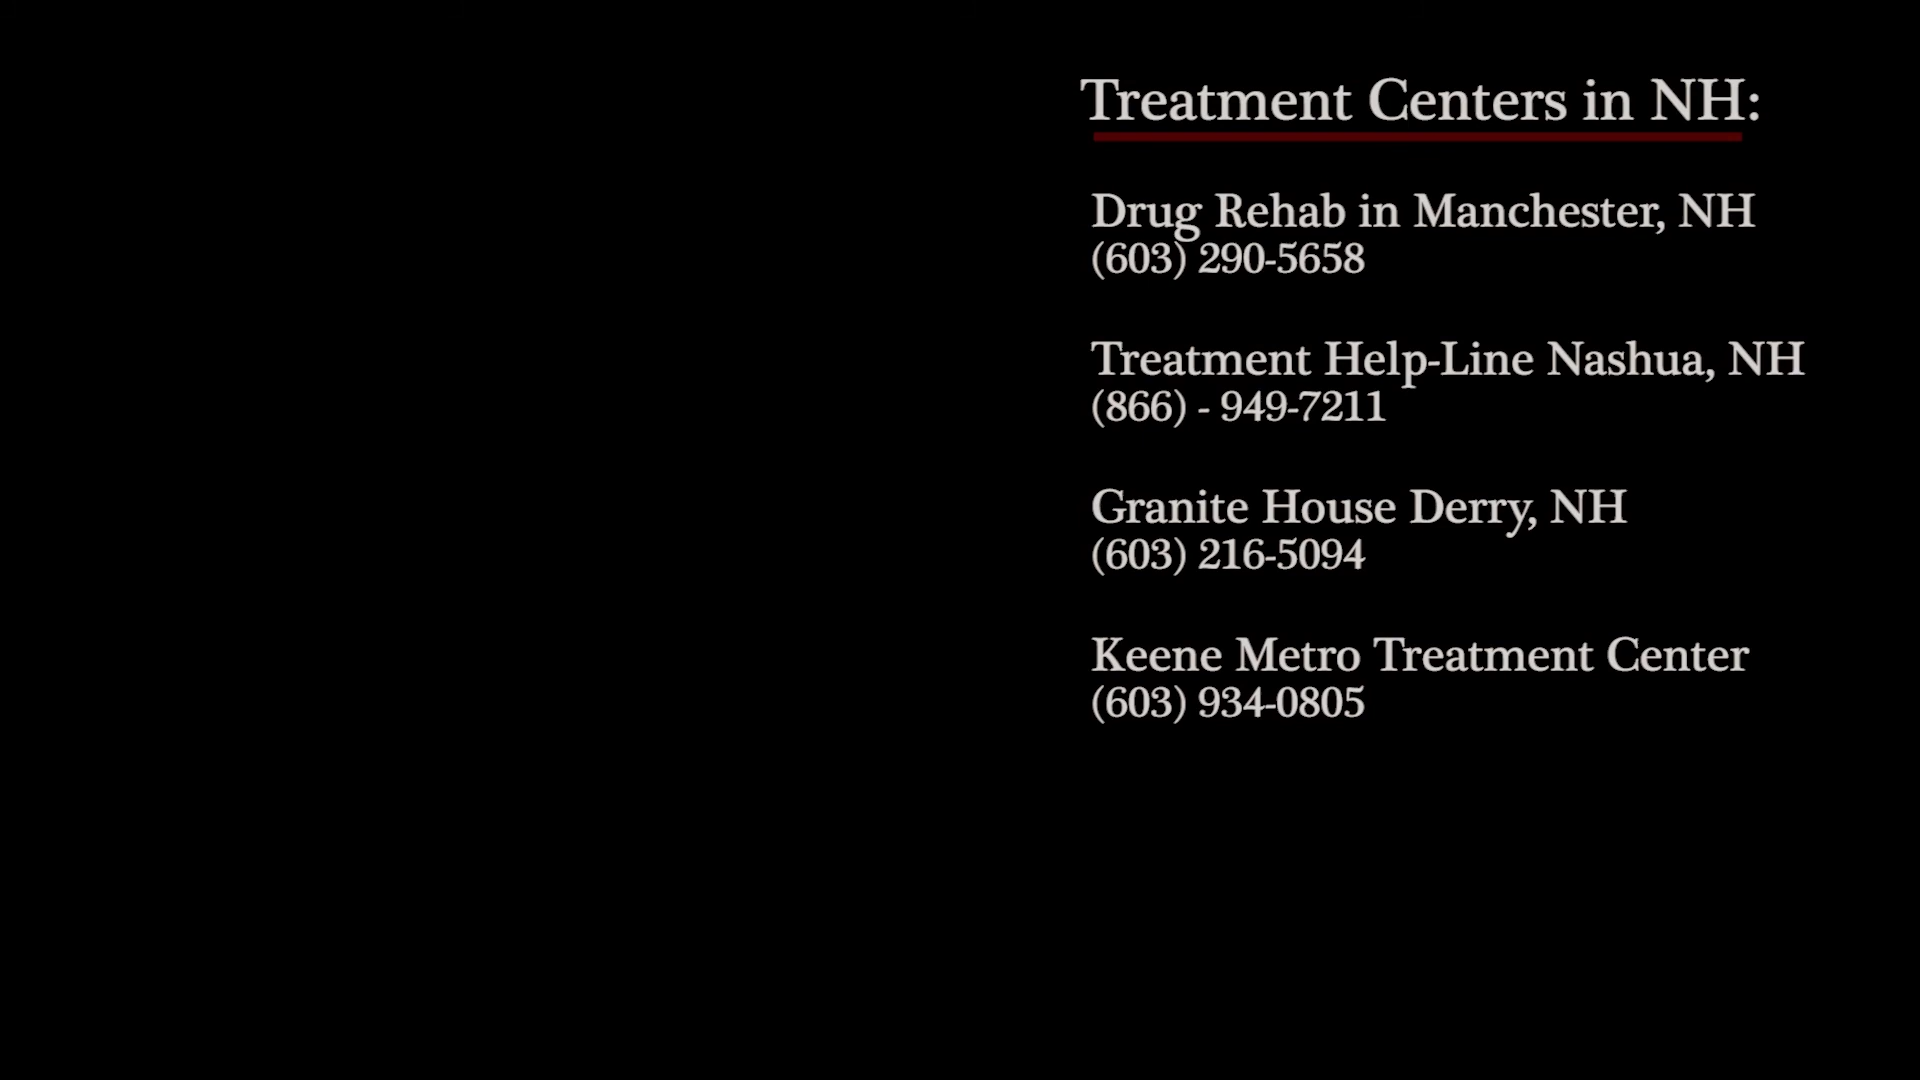 Treatment Centers in NH:
Drug Rehab in Manchester, NH
(603) 290-5658
Treatment Help-Line Nashua, NH
(866) - 949-7211
Granite House Derry, NH
(603) 216-5094
Keene Metro Treatment Center
(603) 934-0805